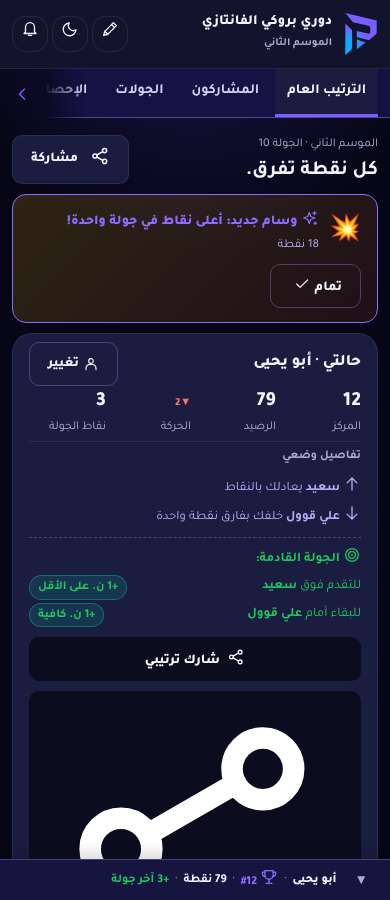 دوري بروكي الفانتازي
الموسم الثاني
الترتيب العام
المشاركون
الجولات
الإحصا
الموسم الثاني · الجولة 10
كل نقطة تفرق.
مشاركة
وسام جديد: أعلى نقاط في جولة واحدة!
18 نقطة
تمام
حالتي · أبو يحيى
تغيير
12 79 ▼2 3
المركز الرصيد الحركة نقاط الجولة
تفاصيل وضعي
سعيد يعادلك بالنقاط
علي قوول خلفك بفارق نقطة واحدة
الجولة القادمة:
للتقدم فوق سعيد +1 ن. على الأقل
للبقاء أمام علي قوول +1 ن. كافية
شارك ترتيبي
▼ أبو يحيى · #12 · 79 نقطة · +3 آخر جولة